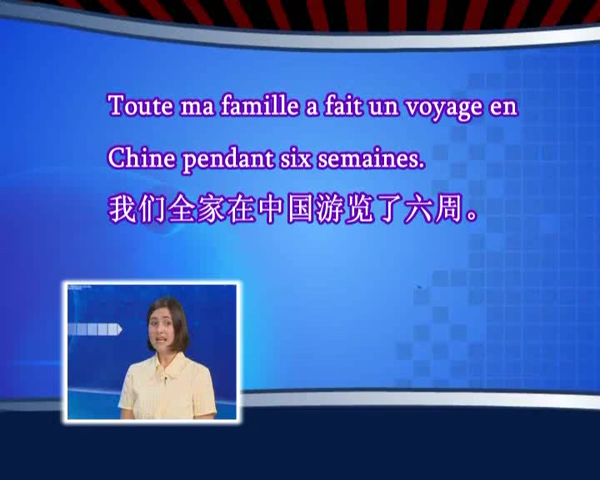 Toute ma famille a fait un voyage en
Chine pendant six semaines.
我们全家在中国游览了六周。